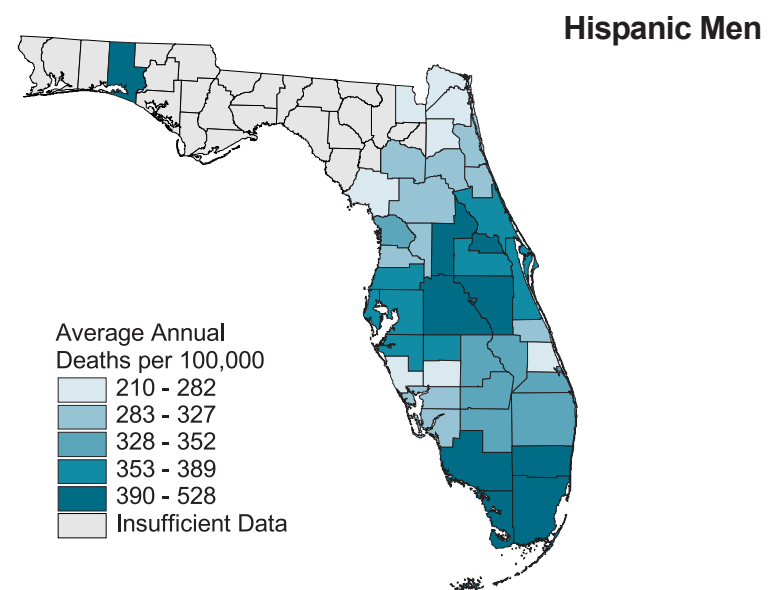 Hispanic Men
Average Annual
Deaths per 100,000
210 - 282
283 - 327
328 - 352
353 - 389
390 - 528
Insufficient Data